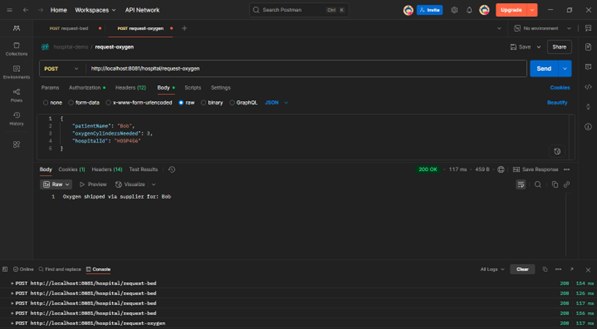 Home Workspaces API Network Search Postman Ctrl K Invite Upgrade
POST request-bed POST request-oxygen No environment
hospital-demo / request-oxygen Save Share
POST http://localhost:8081/hospital/request-oxygen Send
Params Authorization Headers (12) Body Scripts Settings Cookies
none form-data x-www-form-urlencoded raw binary GraphQL JSON Beautify
Collections
Environments
Flows
History
1 {
2 "patientName": "Bob",
3 "oxygenCylindersNeeded": 3,
4 "hospitalId": "HOSP456"
5 }
Body Cookies (1) Headers (14) Test Results 200 OK 117 ms 459 B Save Response
Raw Preview Visualize
1 Oxygen shipped via supplier for: Bob
Online Find and replace Console All Logs Clear
POST http://localhost:8081/hospital/request-bed 200 134 ms
POST http://localhost:8081/hospital/request-bed 200 126 ms
POST http://localhost:8081/hospital/request-bed 200 117 ms
POST http://localhost:8081/hospital/request-bed 200 116 ms
POST http://localhost:8081/hospital/request-oxygen 200 117 ms